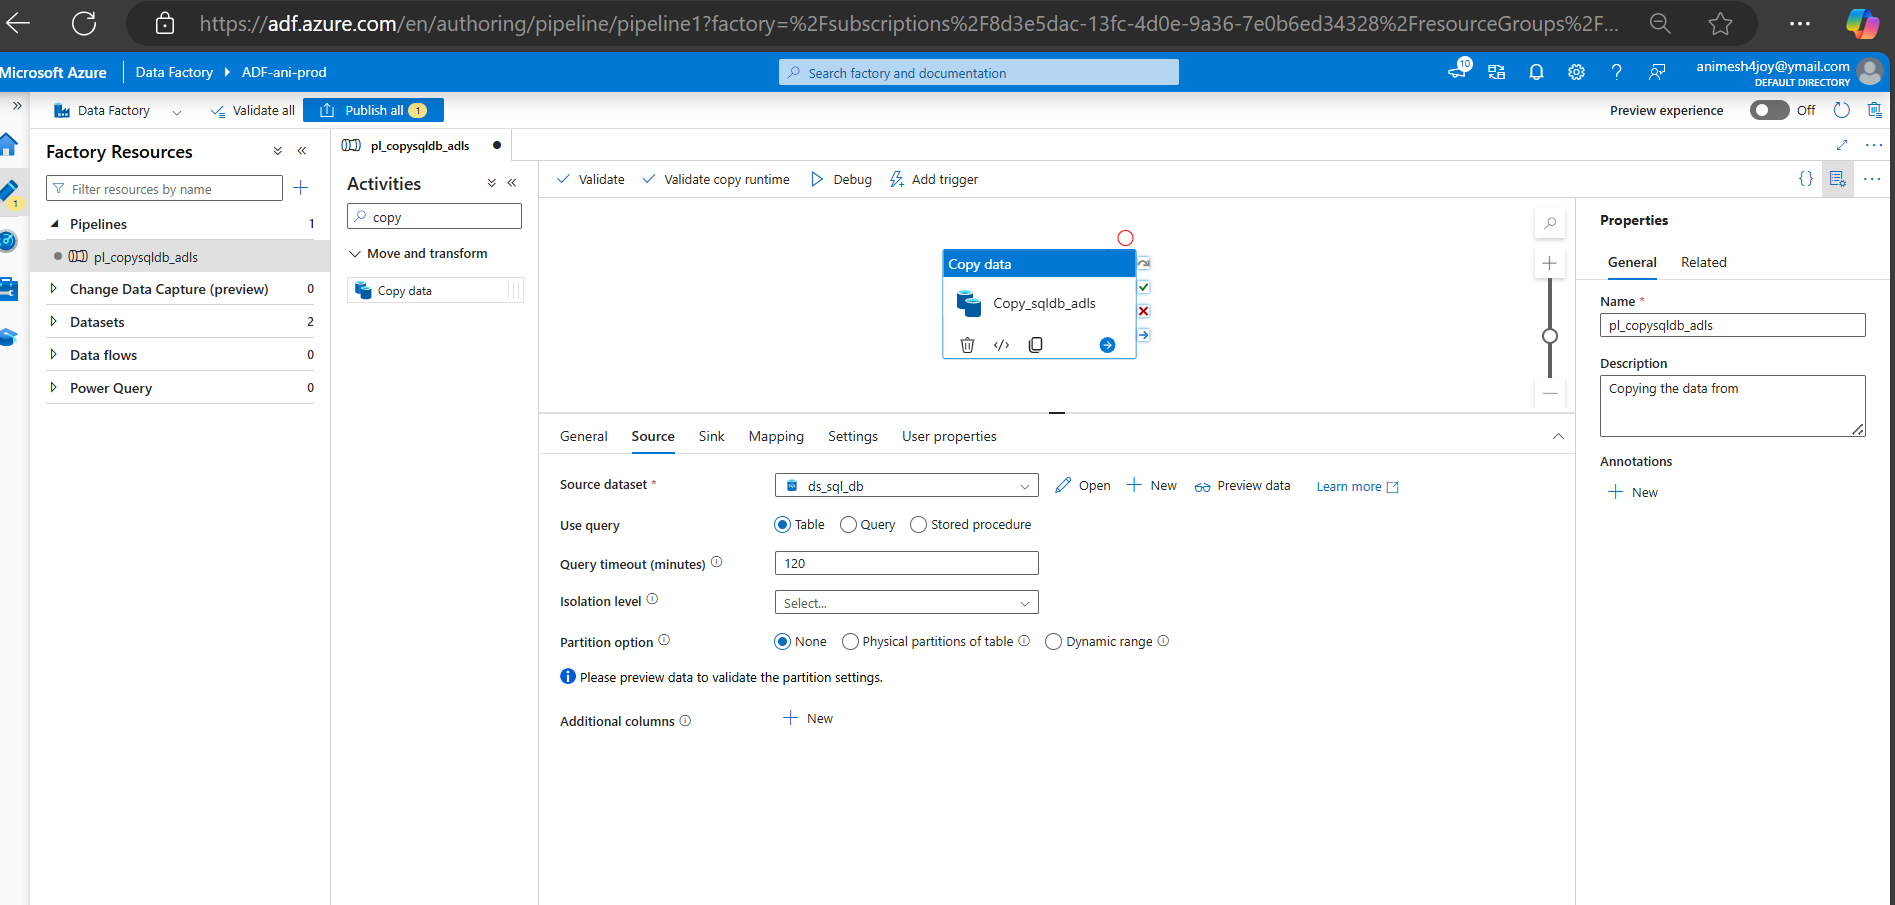 https://adf.azure.com/en/authoring/pipeline/pipeline1?factory=%2Fsubscriptions%2F8d3e5dac-13fc-4d0e-9a36-7e0b6ed34328%2FresourceGroups%2F...
Microsoft Azure
Data Factory
ADF-ani-prod
Search factory and documentation
10
animesh4joy@ymail.com
DEFAULT DIRECTORY
Data Factory
Validate all
Publish all 1
Preview experience
Off
Factory Resources
Filter resources by name
1
Pipelines 1
pl_copysqldb_adls
Change Data Capture (preview) 0
Datasets 2
Data flows 0
Power Query 0
pl_copysqldb_adls
Activities
copy
Move and transform
Copy data
Validate
Validate copy runtime
Debug
Add trigger
Copy data
Copy_sqldb_adls
General
Source
Sink
Mapping
Settings
User properties
Source dataset *
ds_sql_db
Open
New
Preview data
Learn more
Use query
Table
Query
Stored procedure
Query timeout (minutes)
120
Isolation level
Select...
Partition option
None
Physical partitions of table
Dynamic range
Please preview data to validate the partition settings.
Additional columns
New
Properties
General
Related
Name *
pl_copysqldb_adls
Description
Copying the data from
Annotations
New